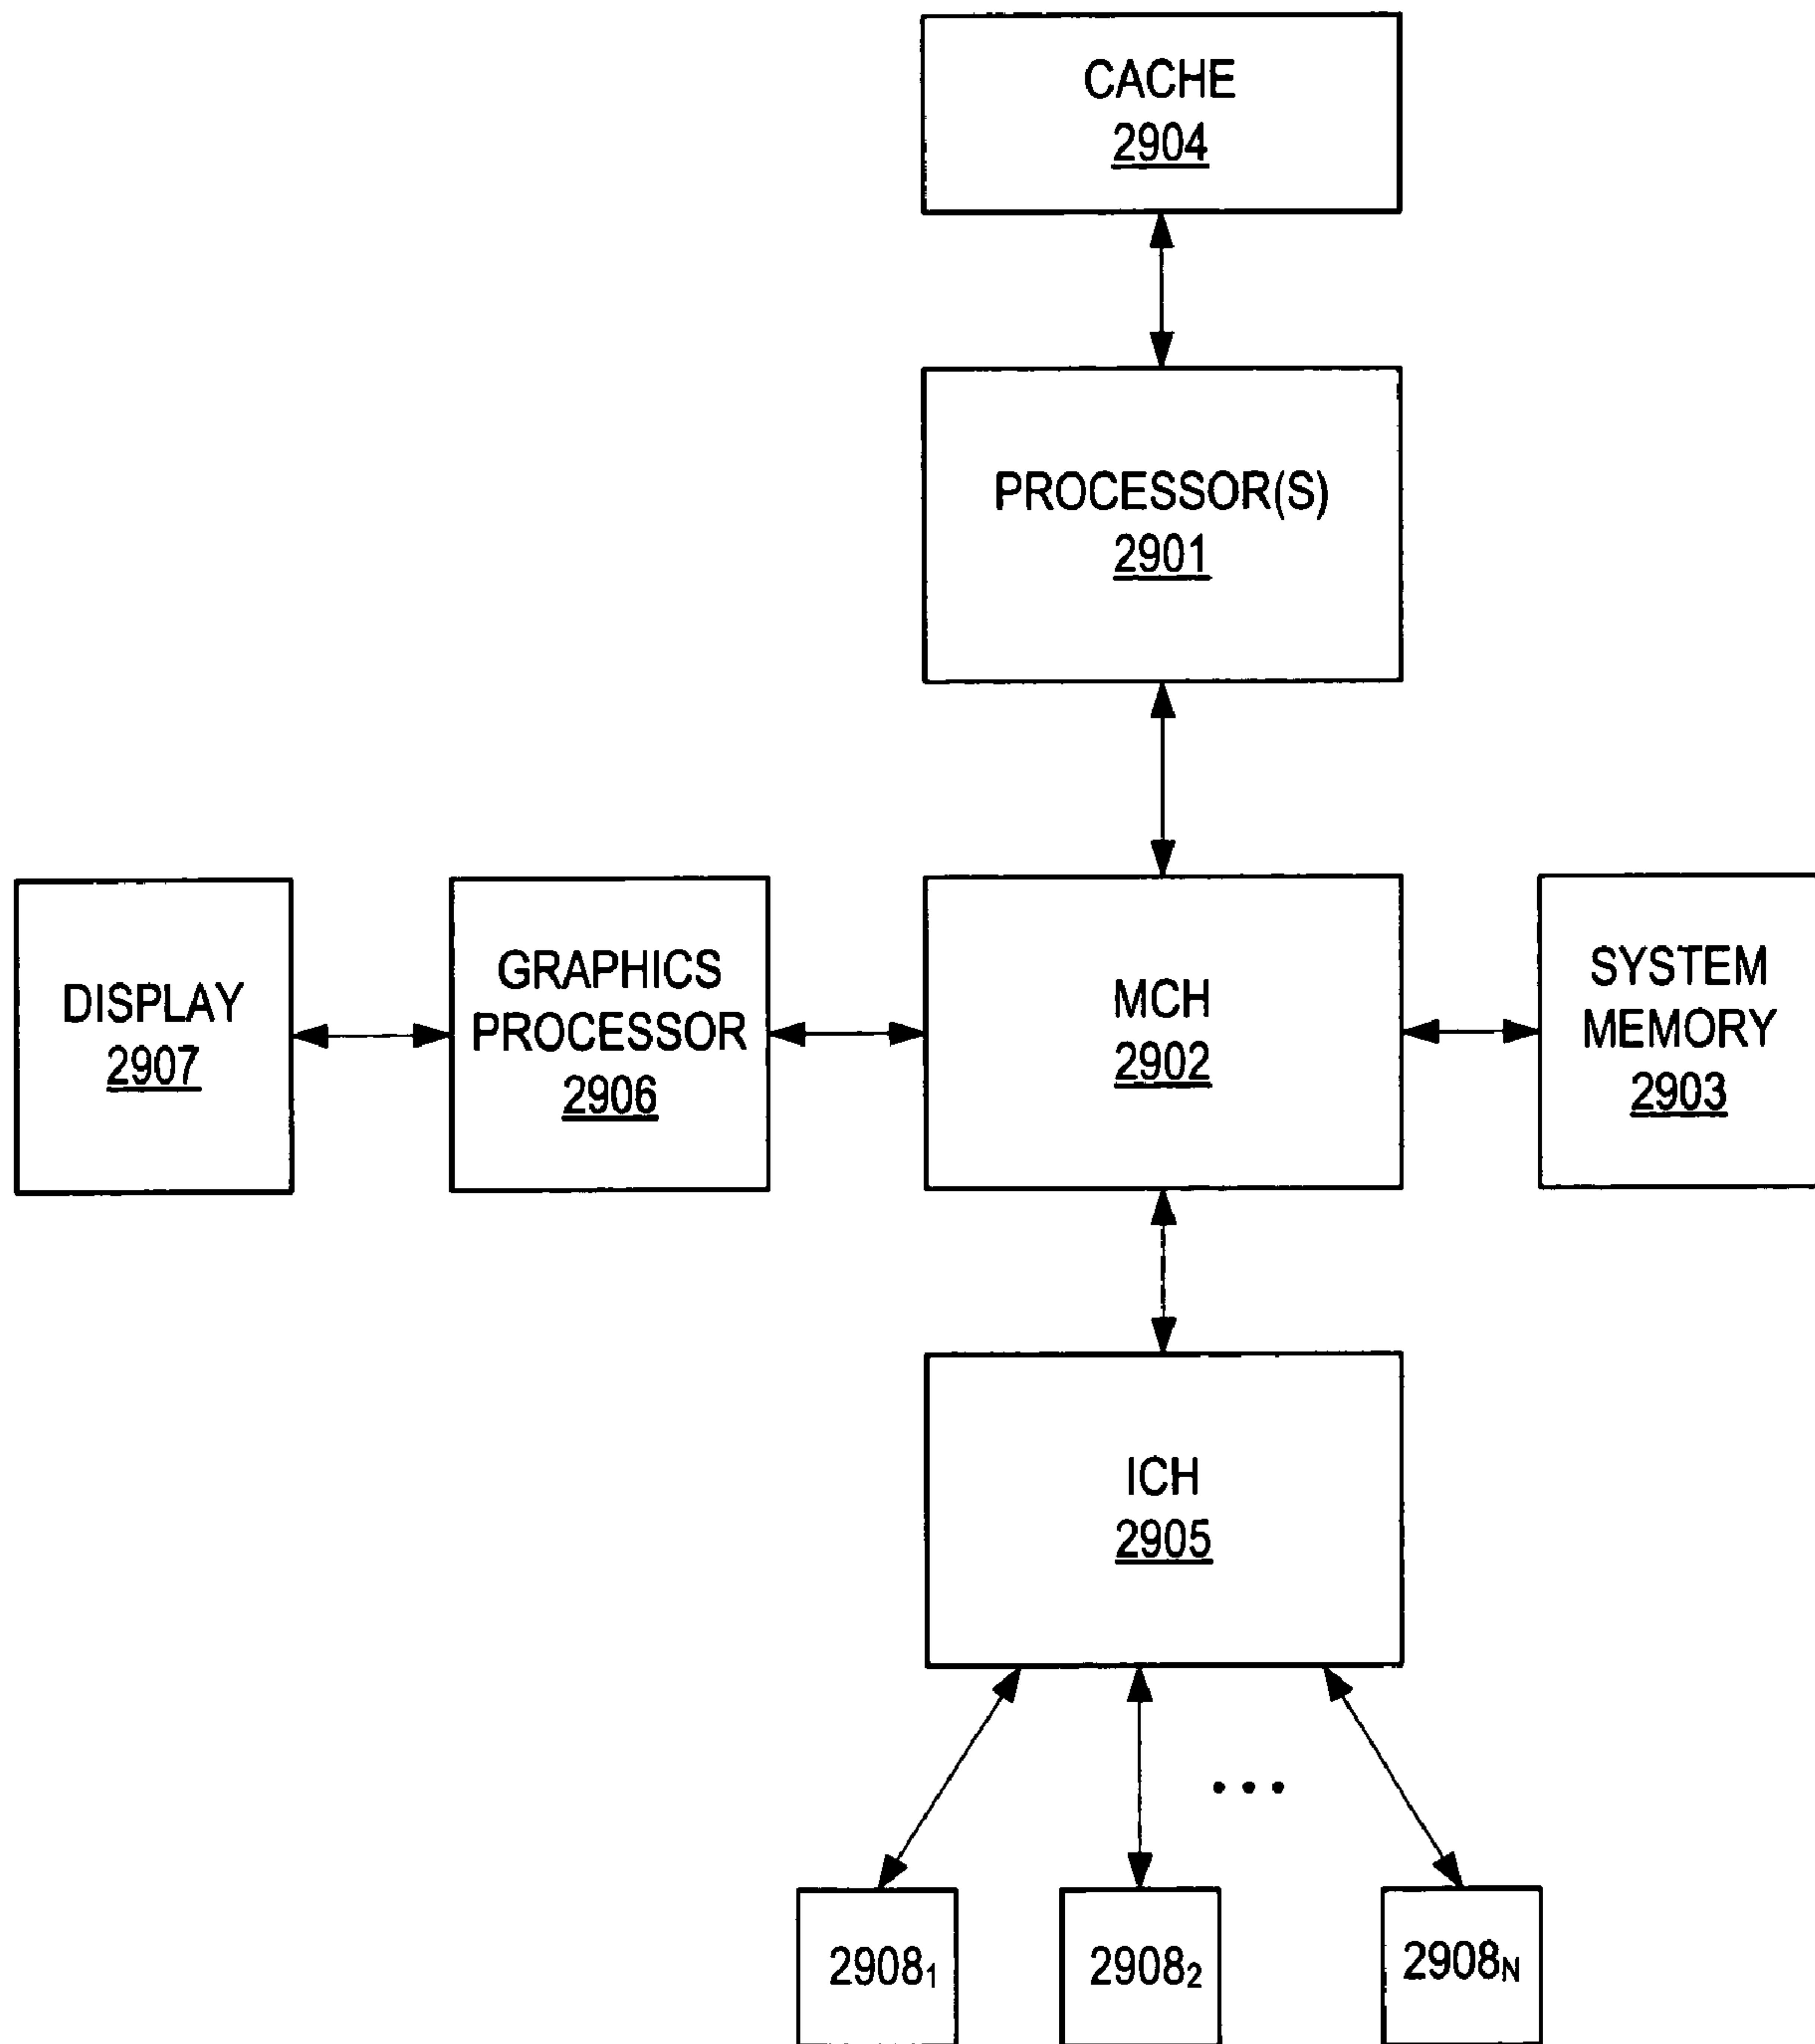 CACHE
2904
PROCESSOR(S)
2901
DISPLAY
2907
GRAPHICS
PROCESSOR
2906
MCH
2902
SYSTEM
MEMORY
2903
ICH
2905
...
2908₁
2908₂
2908N